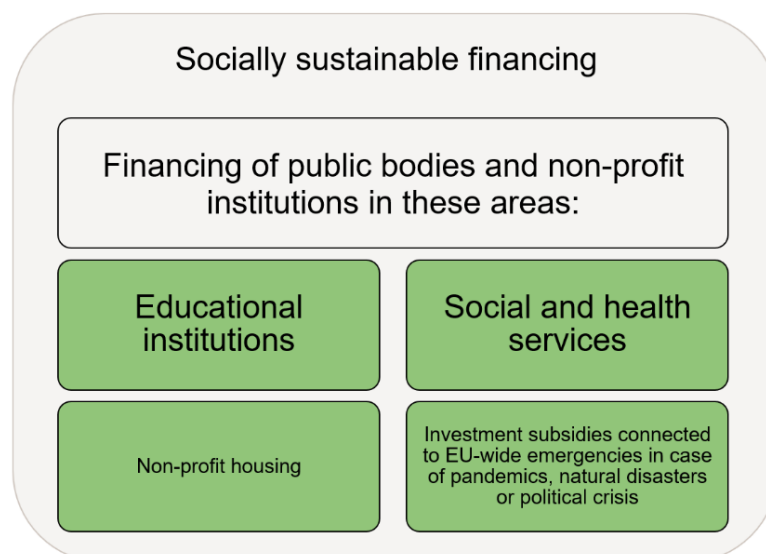 Socially sustainable financing
Financing of public bodies and non-profit
institutions in these areas:
Educational
institutions
Social and health
services
Non-profit housing
Investment subsidies connected
to EU-wide emergencies in case
of pandemics, natural disasters
or political crisis